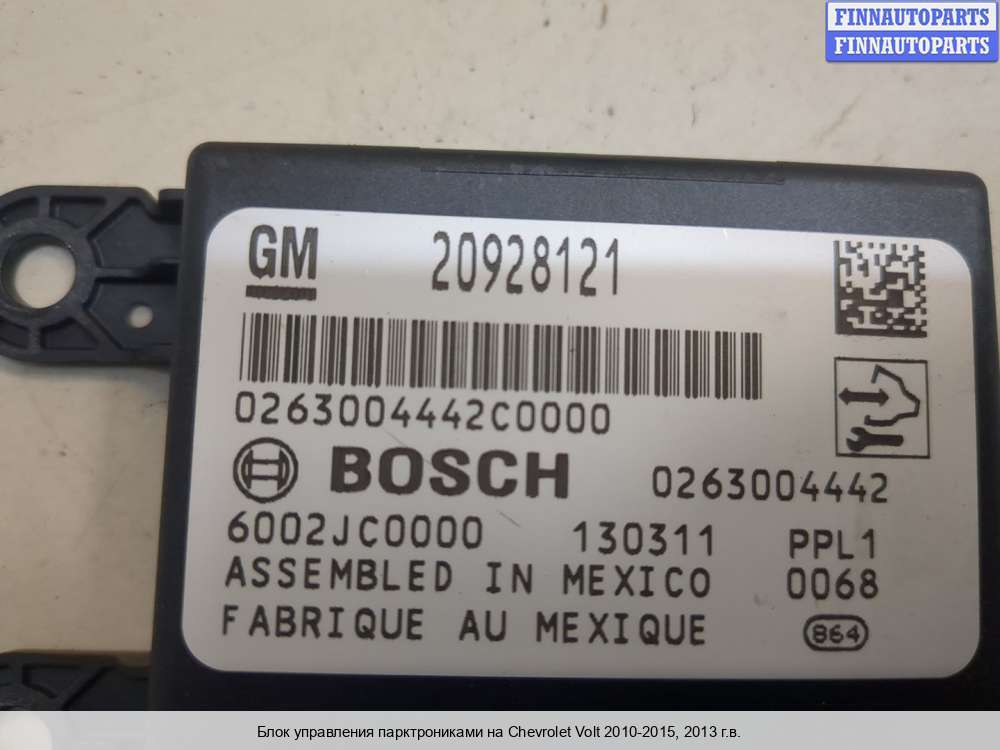 FINNAUTOPARTS
FINNAUTOPARTS
GM 20928121
0263004442C0000
BOSCH 0263004442
6002JC0000 130311 PPL1
ASSEMBLED IN MEXICO 0068
FABRIQUE AU MEXIQUE 864
Блок управления парктрониками на Chevrolet Volt 2010-2015, 2013 г.в.